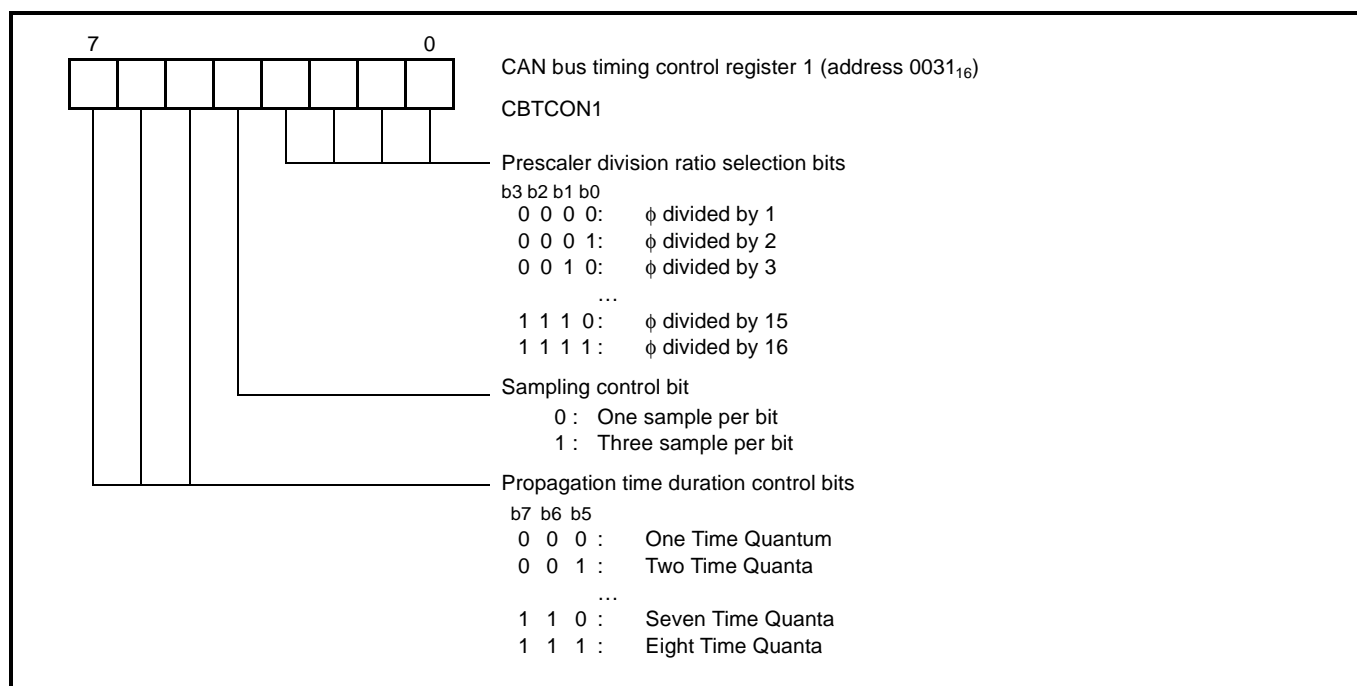 7 0
CAN bus timing control register 1 (address 0031₁₆)
CBTCON1
Prescaler division ratio selection bits
b3 b2 b1 b0
0 0 0 0: ϕ divided by 1
0 0 0 1: ϕ divided by 2
0 0 1 0: ϕ divided by 3
…
1 1 1 0: ϕ divided by 15
1 1 1 1: ϕ divided by 16
Sampling control bit
0 : One sample per bit
1 : Three sample per bit
Propagation time duration control bits
b7 b6 b5
0 0 0 : One Time Quantum
0 0 1 : Two Time Quanta
…
1 1 0 : Seven Time Quanta
1 1 1 : Eight Time Quanta